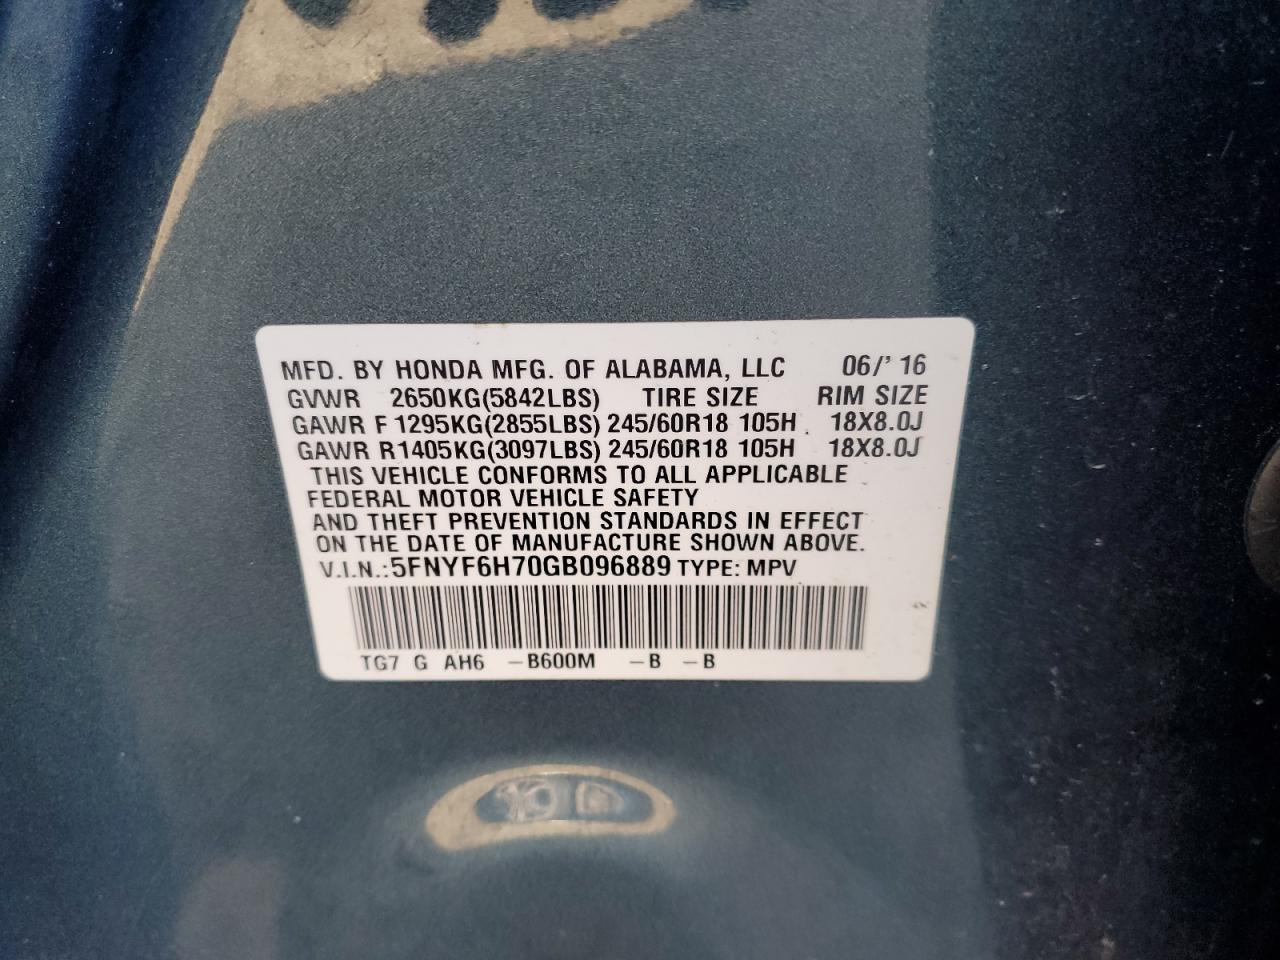 MFD. BY HONDA MFG. OF ALABAMA, LLC 06/' 16
GVWR 2650KG(5842LBS) TIRE SIZE RIM SIZE
GAWR F 1295KG(2855LBS) 245/60R18 105H 18X8.0J
GAWR R1405KG(3097LBS) 245/60R18 105H 18X8.0J
THIS VEHICLE CONFORMS TO ALL APPLICABLE
FEDERAL MOTOR VEHICLE SAFETY
AND THEFT PREVENTION STANDARDS IN EFFECT
ON THE DATE OF MANUFACTURE SHOWN ABOVE.
V.I.N.:5FNYF6H70GB096889 TYPE: MPV
TG7 G AH6 -B600M -B -B